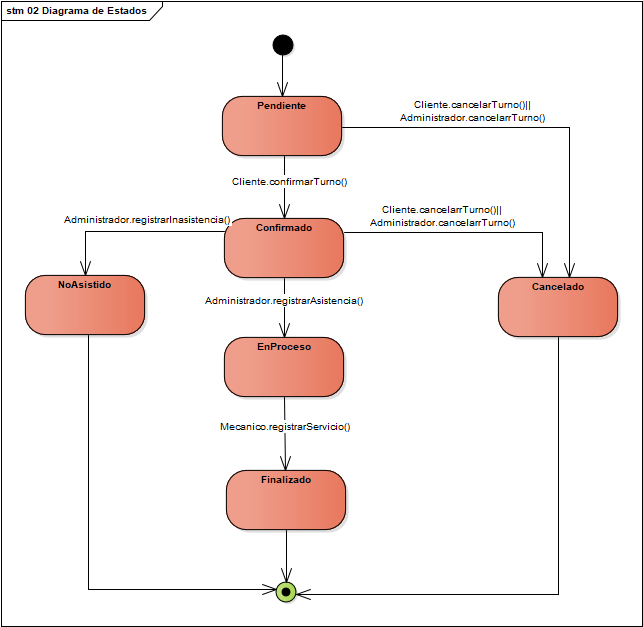 stm 02 Diagrama de Estados
Pendiente
Cliente.cancelarTurno()||
Administrador.cancelarrTurno()
Cliente.confirmarTurno()
Administrador.registrarInasistencia()
Confirmado
Cliente.cancelarrTurno()||
Administrador.cancelarrTurno()
NoAsistido
Cancelado
Administrador.registrarAsistencia()
EnProceso
Mecanico.registrarServicio()
Finalizado